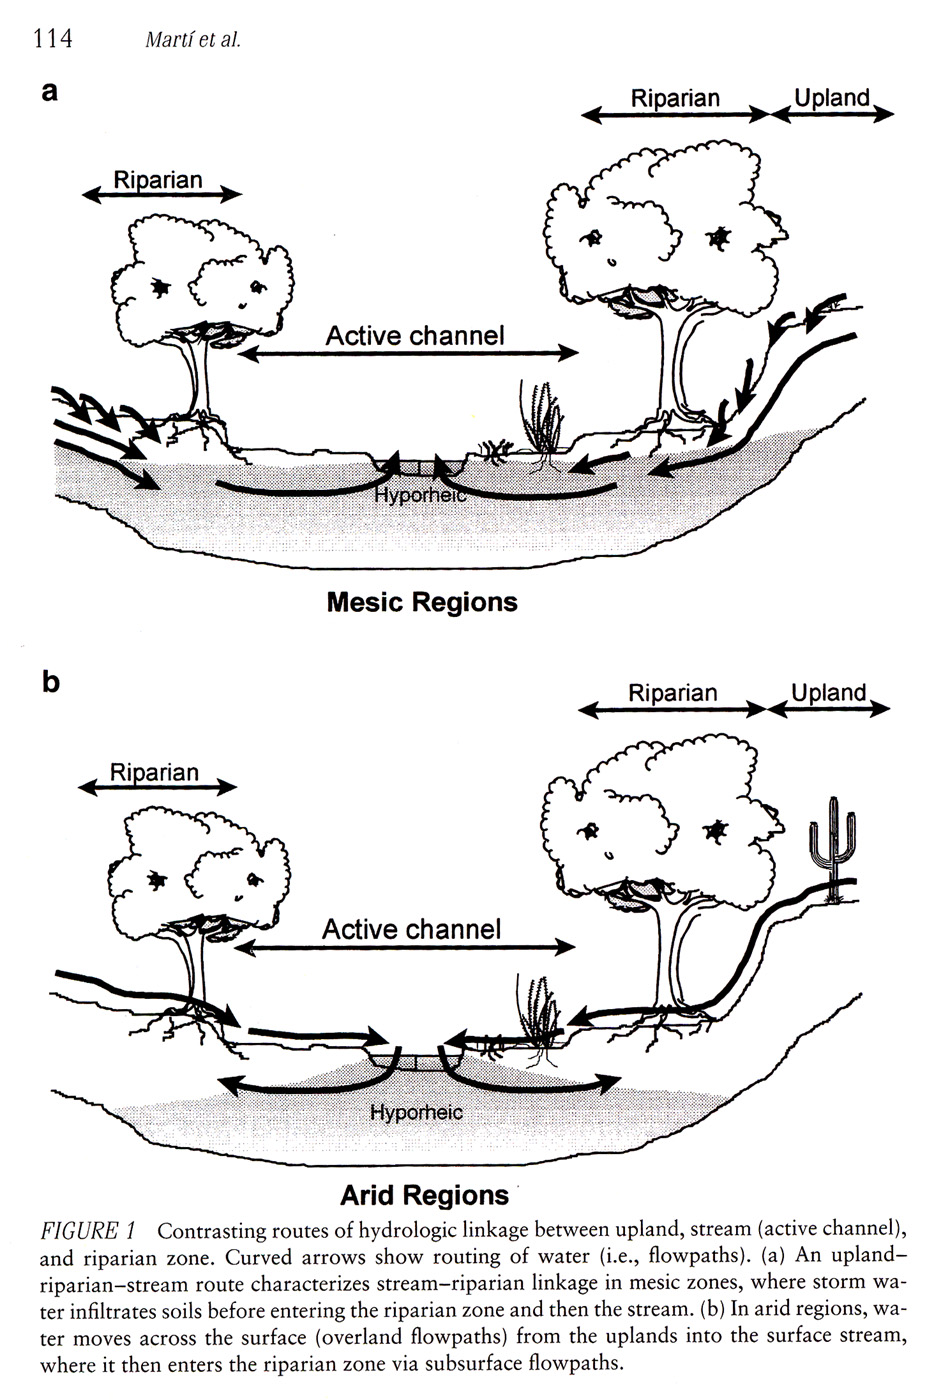 114 Martí et al.
a
Riparian Upland
Riparian
Active channel
Hyporheic
Mesic Regions
b
Riparian Upland
Riparian
Active channel
Hyporheic
Arid Regions
FIGURE 1 Contrasting routes of hydrologic linkage between upland, stream (active channel),
and riparian zone. Curved arrows show routing of water (i.e., flowpaths). (a) An upland–
riparian–stream route characterizes stream–riparian linkage in mesic zones, where storm wa-
ter infiltrates soils before entering the riparian zone and then the stream. (b) In arid regions, wa-
ter moves across the surface (overland flowpaths) from the uplands into the surface stream,
where it then enters the riparian zone via subsurface flowpaths.